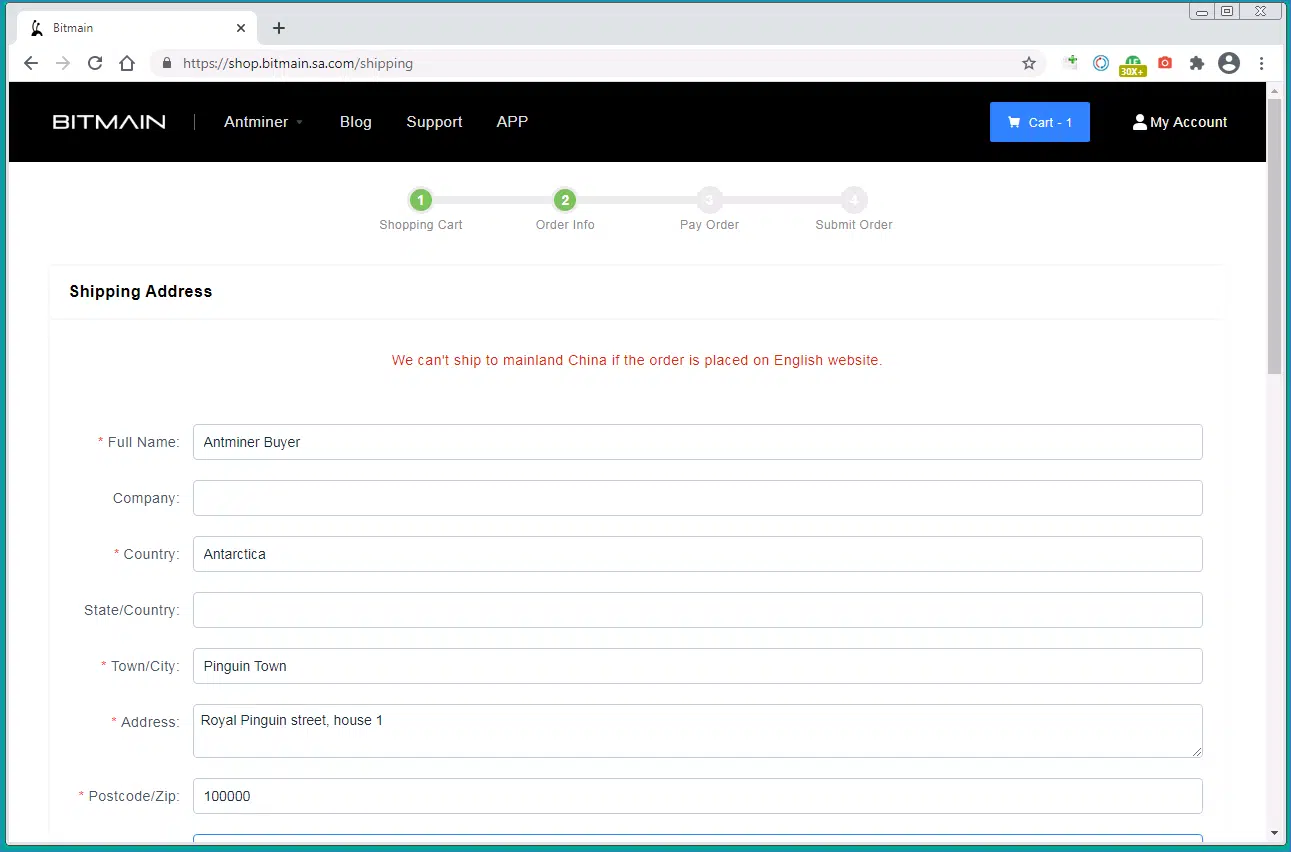 Bitmain
https://shop.bitmain.sa.com/shipping
30X+
BITMAIN | Antminer Blog Support APP Cart - 1 My Account
1 2 3 4
Shopping Cart Order Info Pay Order Submit Order
Shipping Address
We can't ship to mainland China if the order is placed on English website.
* Full Name: Antminer Buyer
Company:
* Country: Antarctica
State/Country:
* Town/City: Pinguin Town
* Address: Royal Pinguin street, house 1
* Postcode/Zip: 100000